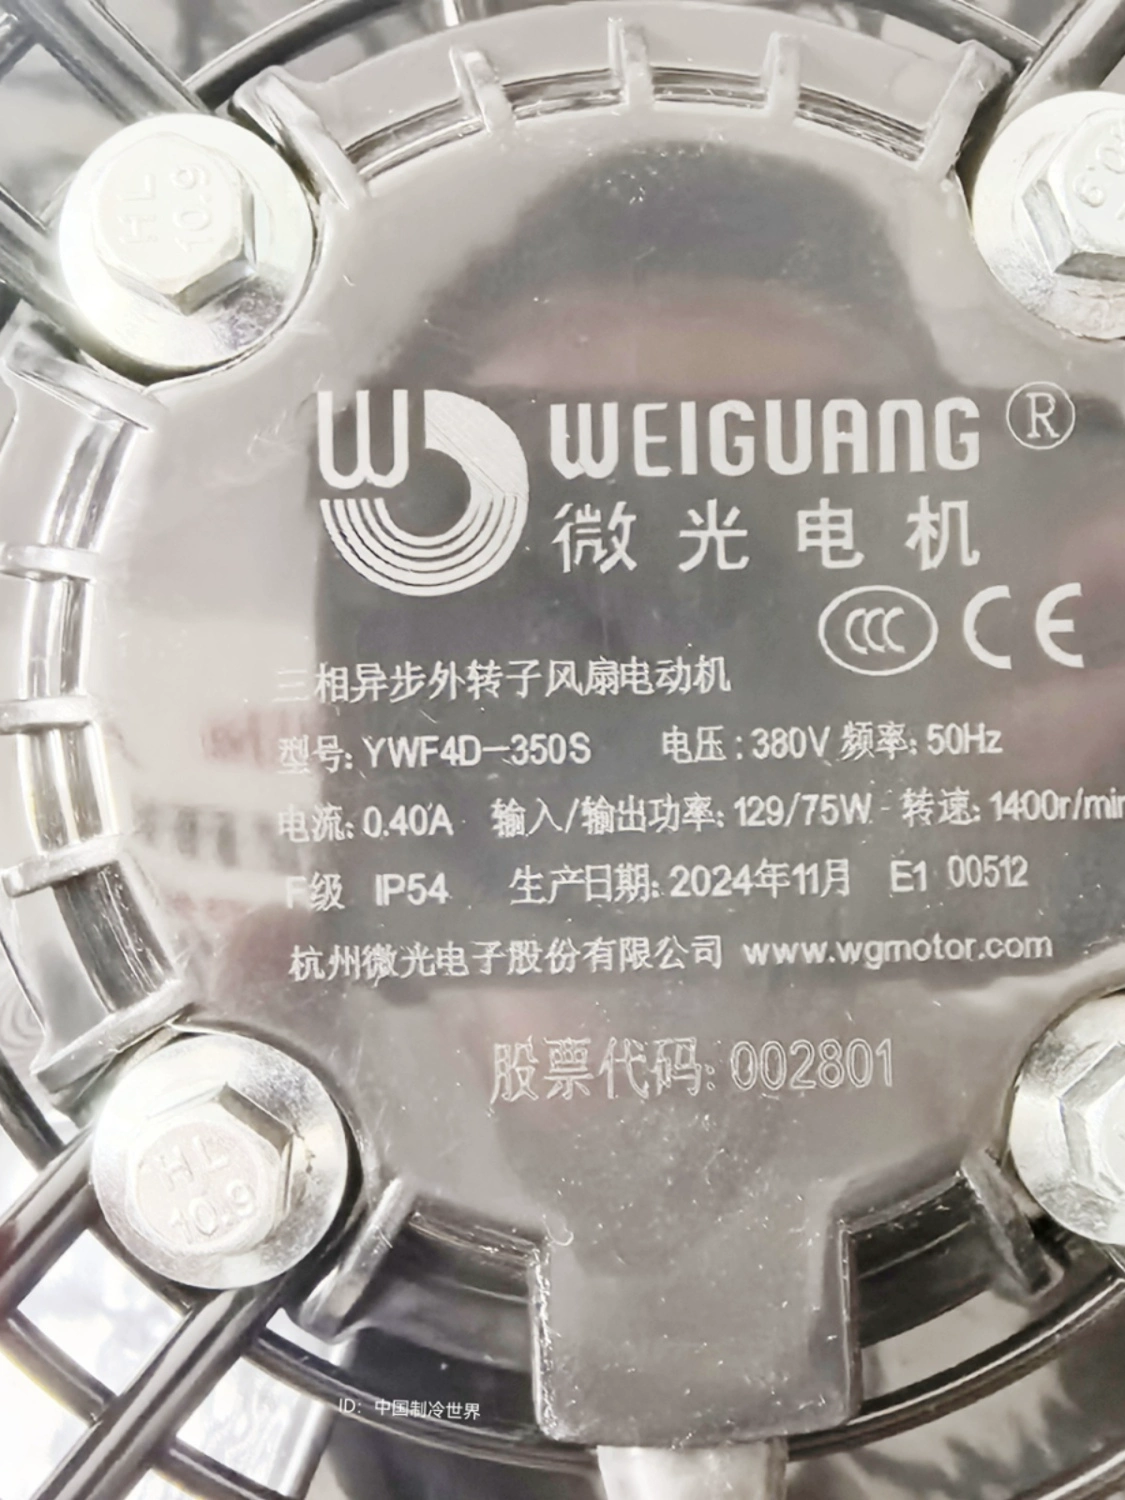 HL
10.9
10.9
WEIGUANG ®
微光电机
CCC CE
三相异步外转子风扇电动机
型号: YWF4D-350S 电压: 380V 频率: 50Hz
电流: 0.40A 输入/输出功率: 129/75W 转速: 1400r/min
F级 IP54 生产日期: 2024年11月 E1 00512
杭州微光电子股份有限公司 www.wgmotor.com
股票代码: 002801
HL
10.9
ID: 中国制冷世界